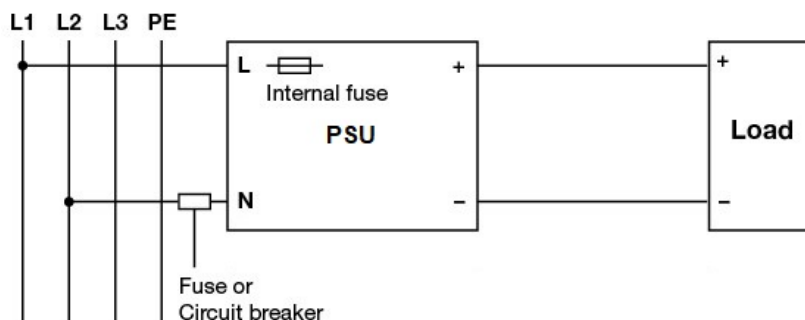 L1 L2 L3 PE
L
+
+
Internal fuse
PSU
Load
N
−
−
Fuse or
Circuit breaker